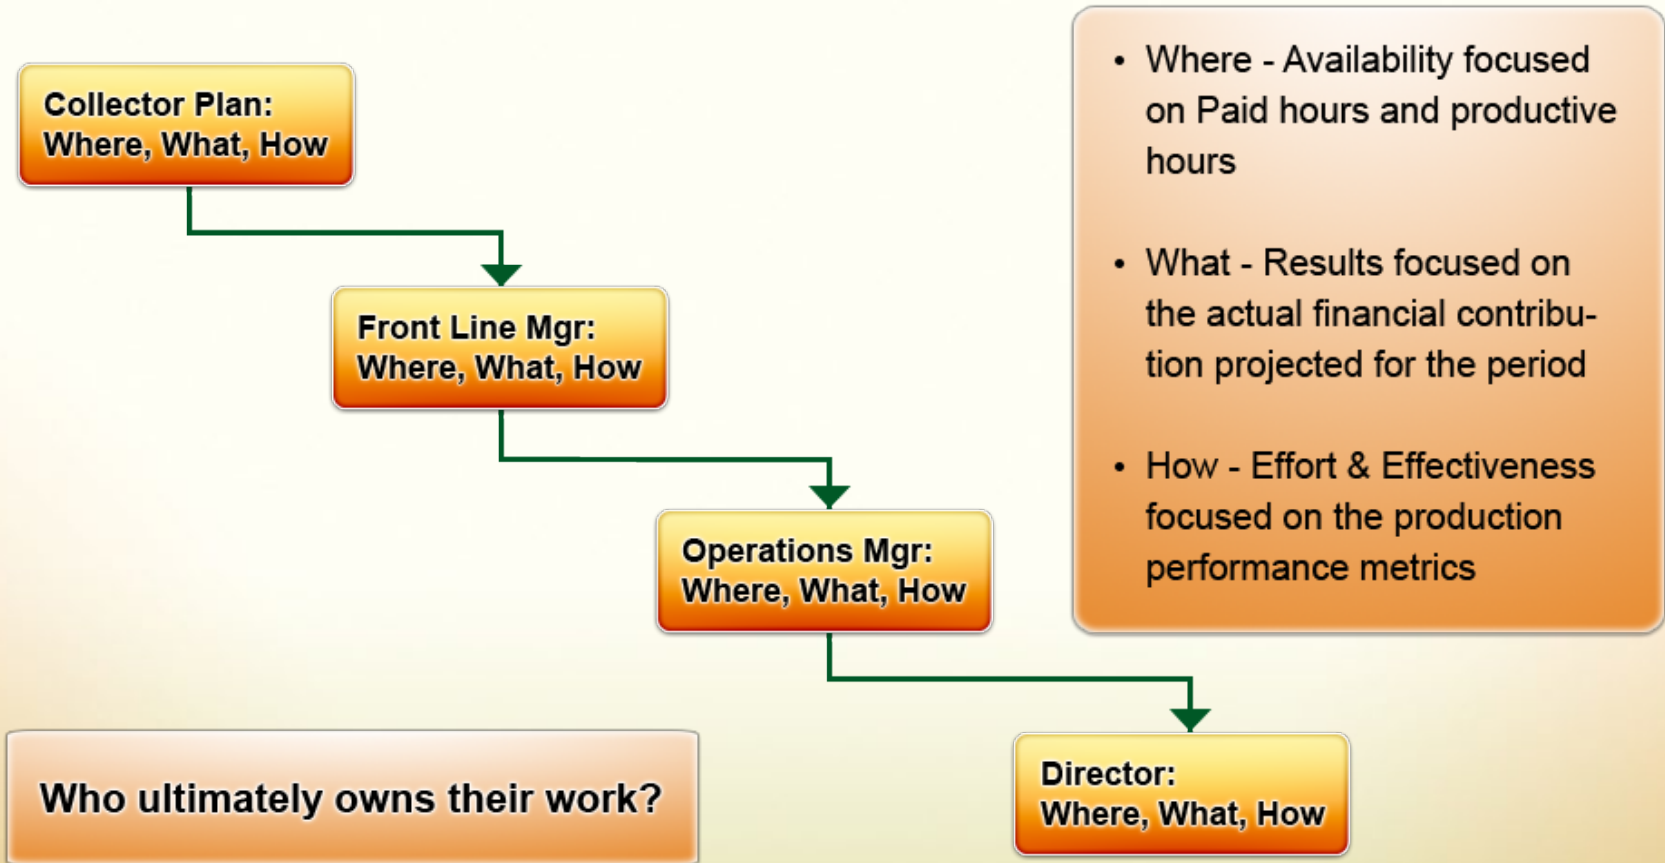 Collector Plan:
Where, What, How
Front Line Mgr:
Where, What, How
Operations Mgr:
Where, What, How
Director:
Where, What, How
• Where - Availability focused
on Paid hours and productive
hours
• What - Results focused on
the actual financial contribu-
tion projected for the period
• How - Effort & Effectiveness
focused on the production
performance metrics
Who ultimately owns their work?